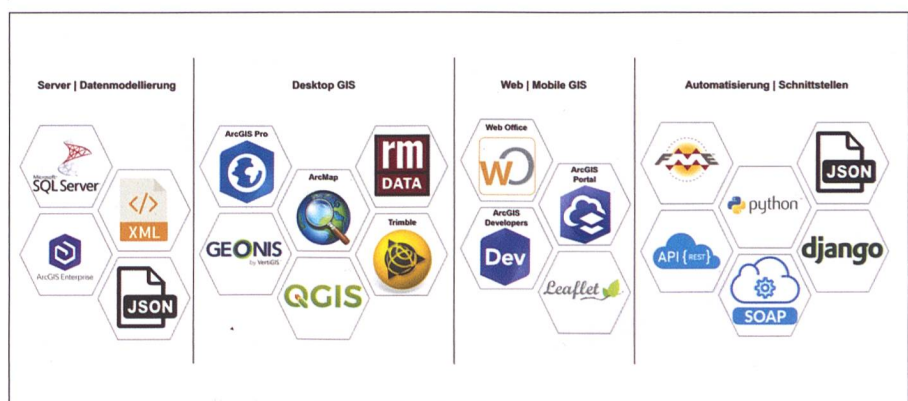 Server | Datenmodellierung
Microsoft
SQL Server
</>
XML
ArcGIS Enterprise
JSON
Desktop GIS
ArcGIS Pro
rm
DATA
ArcMap
GEONIS
by VertiGIS
Trimble
QGIS
Web | Mobile GIS
Web Office
WO
ArcGIS
Portal
ArcGIS
Developers
Dev
Leaflet
Automatisierung | Schnittstellen
FME
JSON
python
API {REST}
django
SOAP